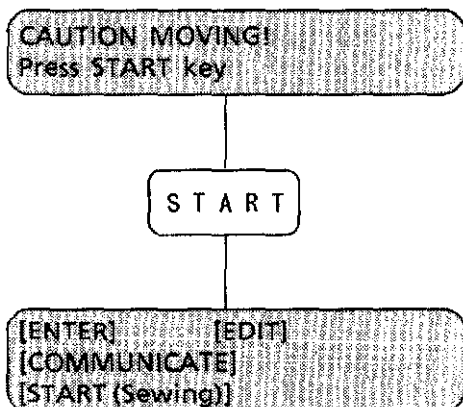 CAUTION MOVING!
Press START key
START
[ENTER] [EDIT]
[COMMUNICATE]
[START (Sewing)]